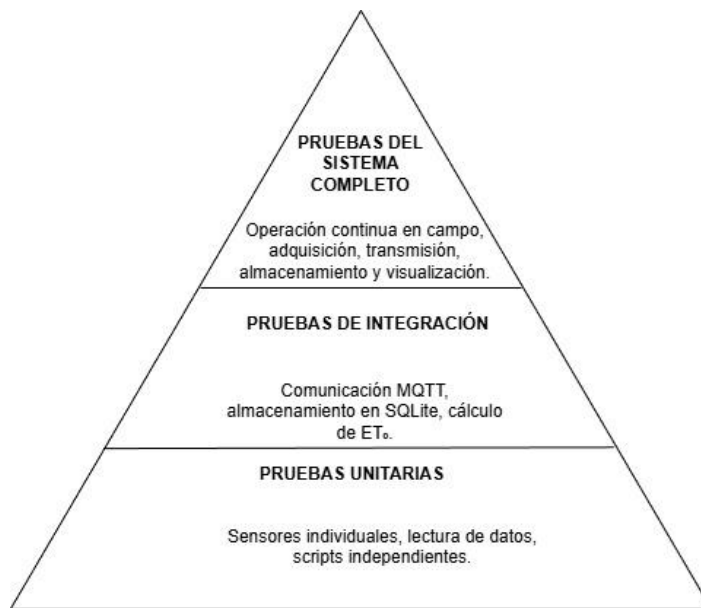 PRUEBAS DEL
SISTEMA
COMPLETO
Operación continua en campo,
adquisición, transmisión,
almacenamiento y visualización.
PRUEBAS DE INTEGRACIÓN
Comunicación MQTT,
almacenamiento en SQLite, cálculo
de ET₀.
PRUEBAS UNITARIAS
Sensores individuales, lectura de datos,
scripts independientes.